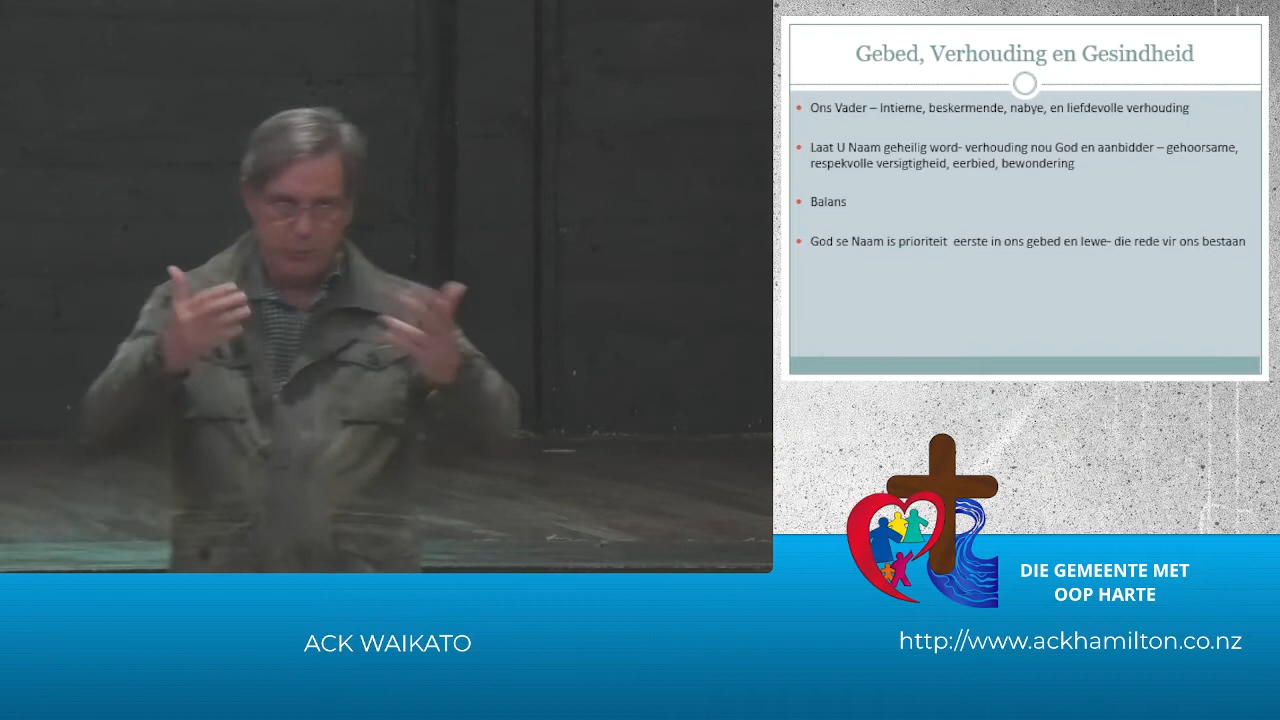 Gebed, Verhouding en Gesindheid
Ons Vader – Intieme, beskermende, nabye, en liefdevolle verhouding
Laat U Naam geheilig word- verhouding nou God en aanbidder – gehoorsame,
respekvolle versigtigheid, eerbied, bewondering
Balans
God se Naam is prioriteit eerste in ons gebed en lewe- die rede vir ons bestaan
DIE GEMEENTE MET
OOP HARTE
ACK WAIKATO
http://www.ackhamilton.co.nz